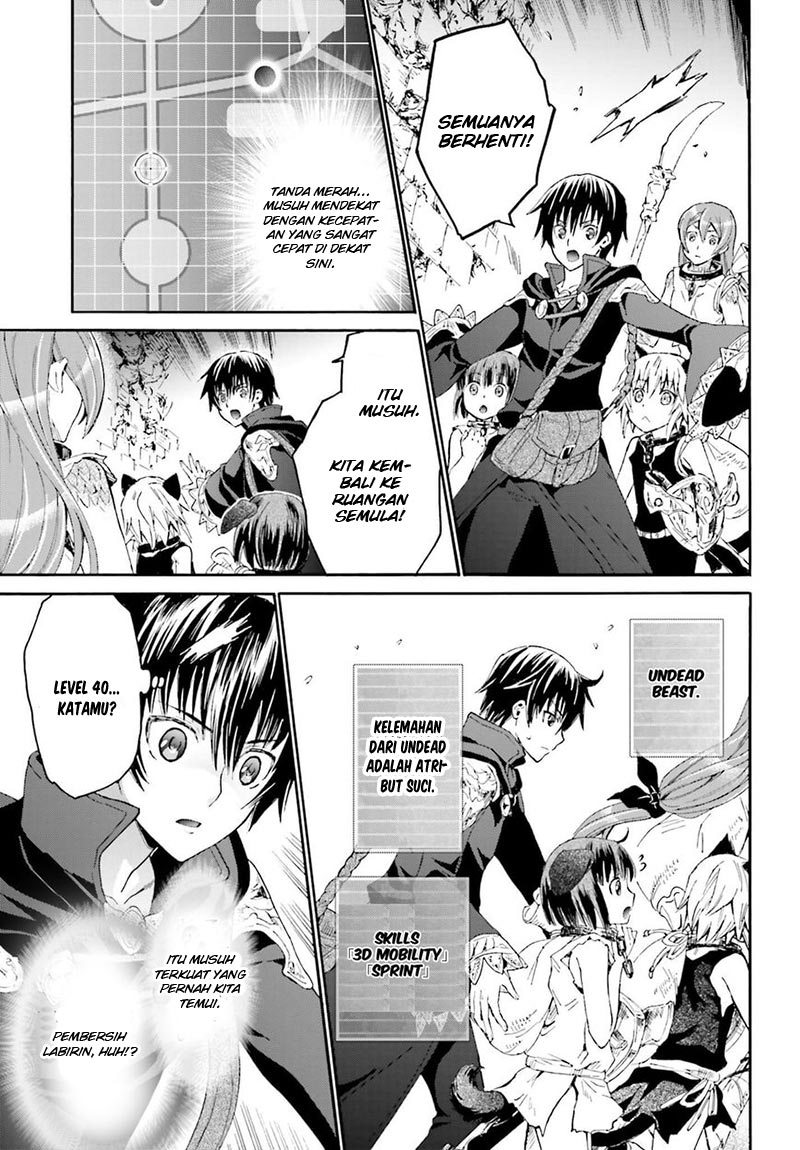 SEMUANYA
BERHENTI!
TANDA MERAH...
MUSUH MENDEKAT
DENGAN KECEPAT-
AN YANG SANGAT
CEPAT DI DEKAT
SINI.
ITU
MUSUH.
KITA KEM-
BALI KE
RUANGAN
SEMULA!
UNDEAD
BEAST.
KELEMAHAN
DARI UNDEAD
ADALAH ATRI-
BUT SUCI.
SKILLS
「3D MOBILITY」
「SPRINT」
LEVEL 40...
KATAMU?
ITU MUSUH
TERKUAT YANG
PERNAH KITA
TEMUI.
PEMBERSIH
LABIRIN, HUH!?